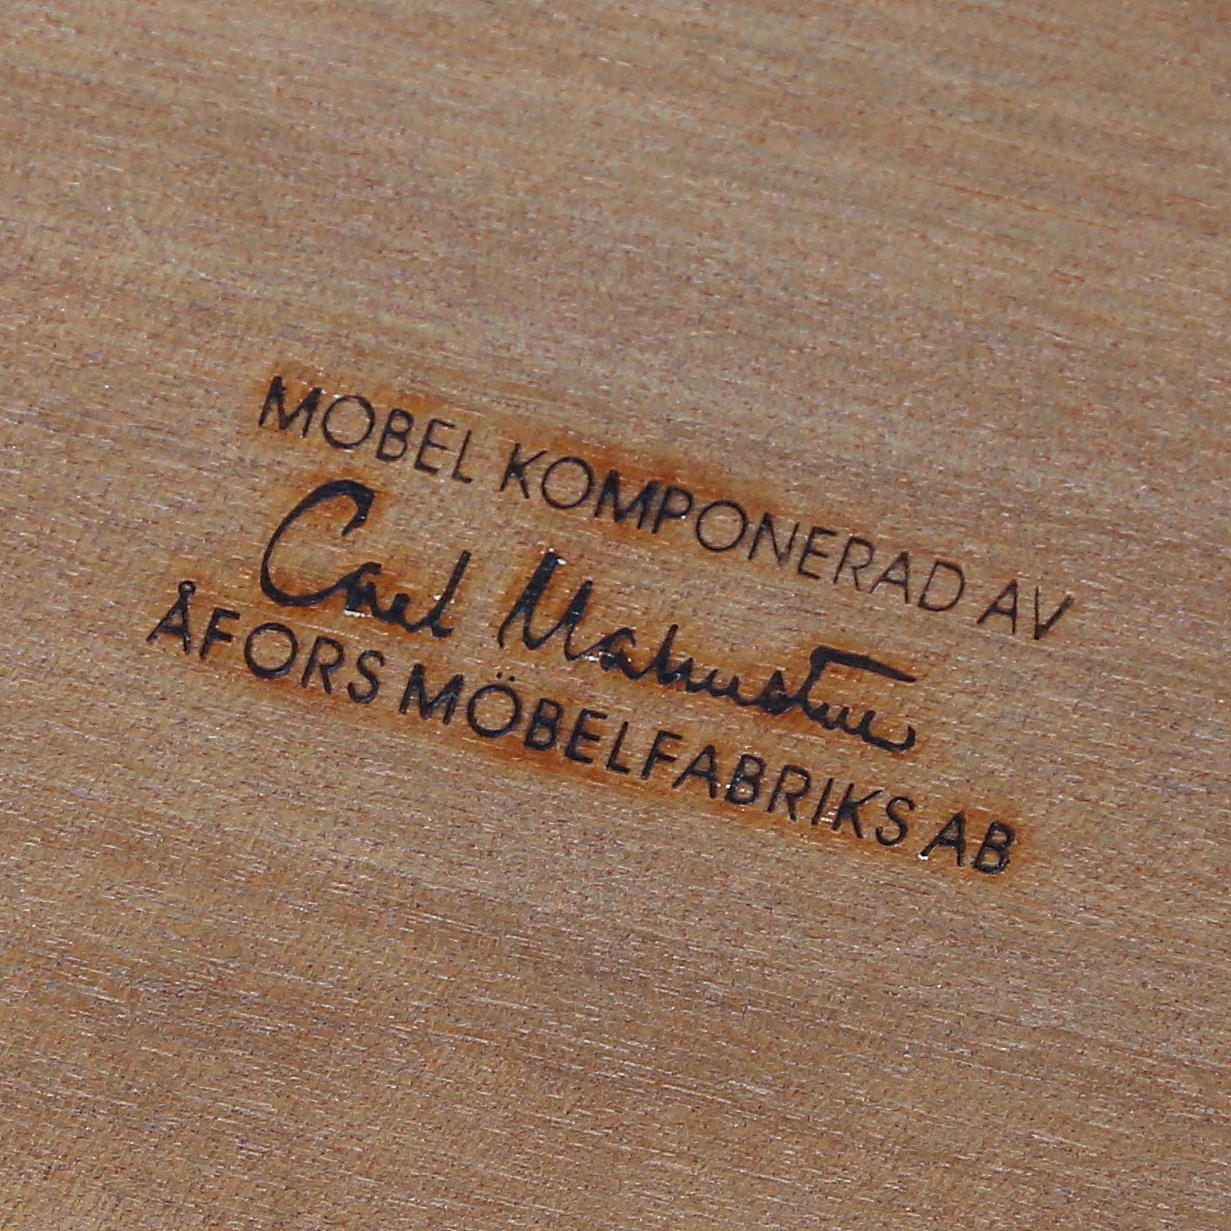 MOBEL KOMPONERAD AV
Carl Malmsten
ÅFORS MÖBELFABRIKS AB